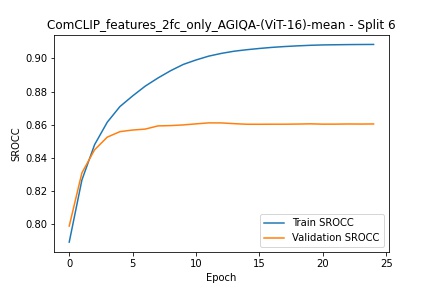 ComCLIP_features_2fc_only_AGIQA-(ViT-16)-mean - Split 6
SROCC
0.90
0.88
0.86
0.84
0.82
0.80
0 5 10 15 20 25
Epoch
Train SROCC
Validation SROCC